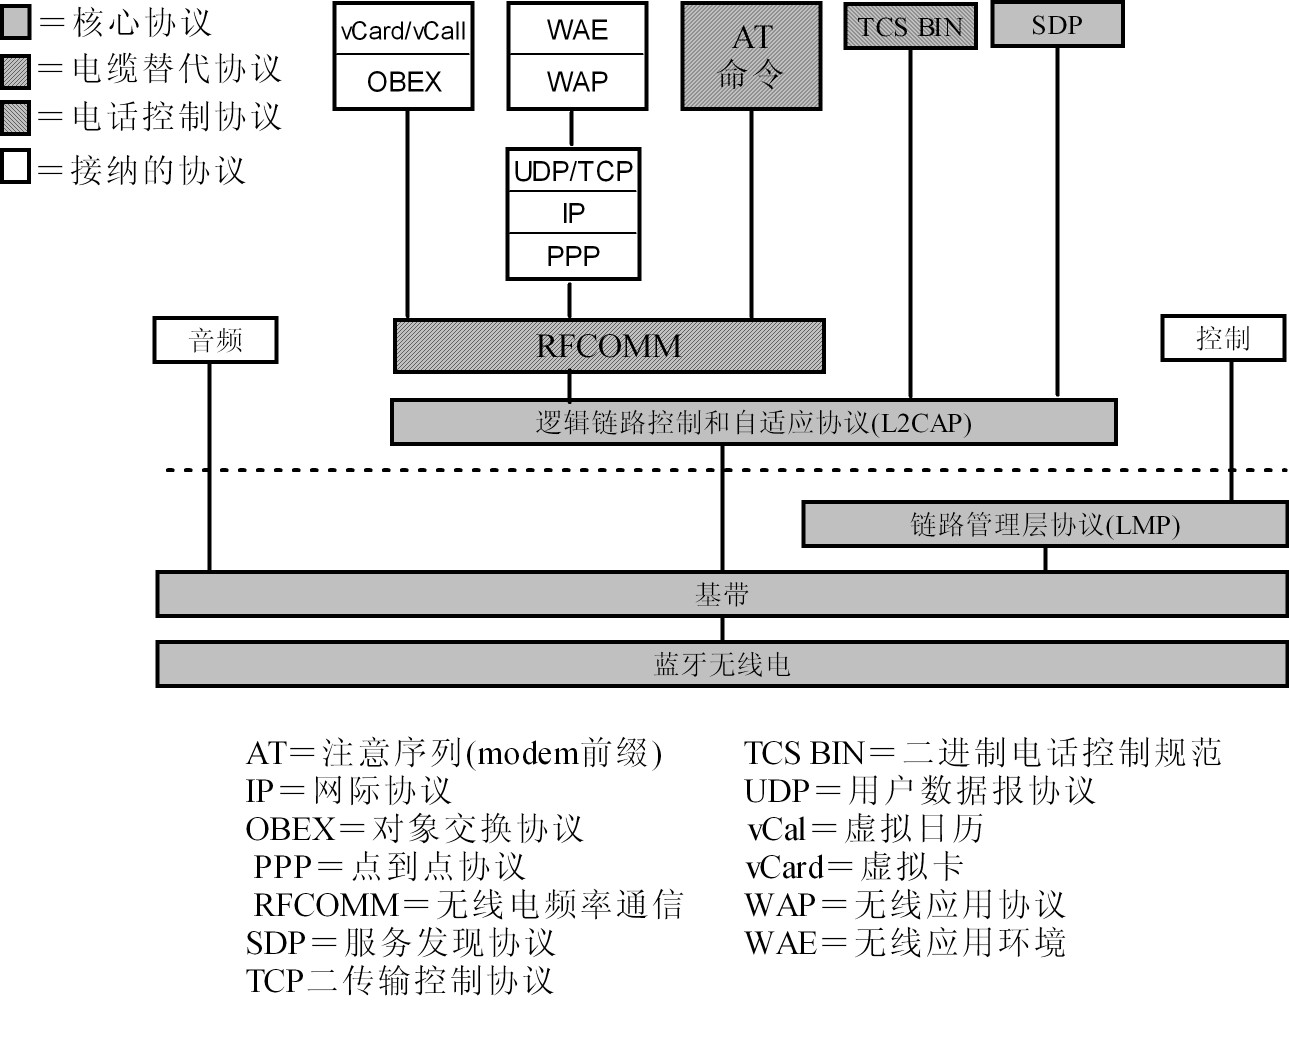 ＝核心协议
＝电缆替代协议
＝电话控制协议
＝接纳的协议
vCard/vCall
OBEX
WAE
WAP
AT
命令
TCS BIN
SDP
UDP/TCP
IP
PPP
音频
RFCOMM
控制
逻辑链路控制和自适应协议(L2CAP)
链路管理层协议(LMP)
基带
蓝牙无线电
AT＝注意序列(modem前缀)
IP＝网际协议
OBEX＝对象交换协议
PPP＝点到点协议
RFCOMM＝无线电频率通信
SDP＝服务发现协议
TCP二传输控制协议
TCS BIN＝二进制电话控制规范
UDP＝用户数据报协议
vCal＝虚拟日历
vCard＝虚拟卡
WAP＝无线应用协议
WAE＝无线应用环境